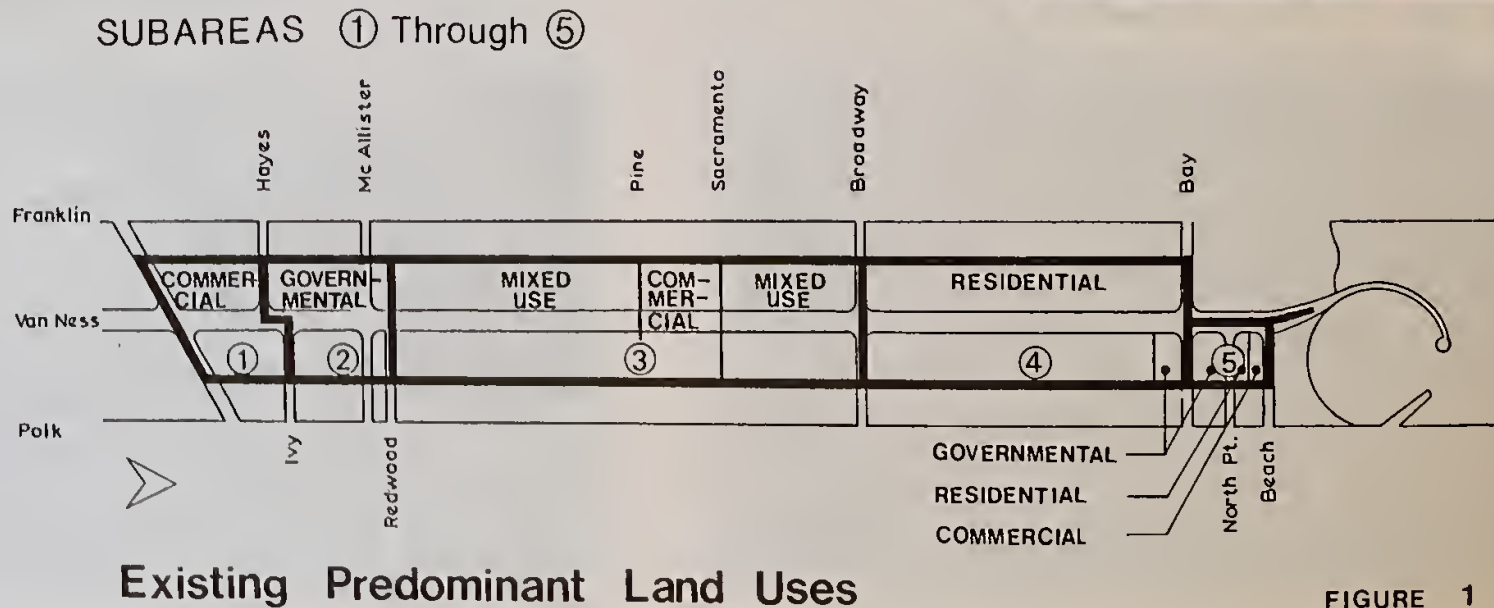 SUBAREAS ① Through ⑤
Hayes
Mc Allister
Pine
Sacramento
Broadway
Bay
Franklin
Van Ness
Polk
COMMER-
CIAL
GOVERN-
MENTAL
MIXED
USE
COM-
MER-
CIAL
MIXED
USE
RESIDENTIAL
①
②
③
④
⑤
Ivy
Redwood
North Pt.
Beach
GOVERNMENTAL
RESIDENTIAL
COMMERCIAL
Existing Predominant Land Uses
FIGURE 1